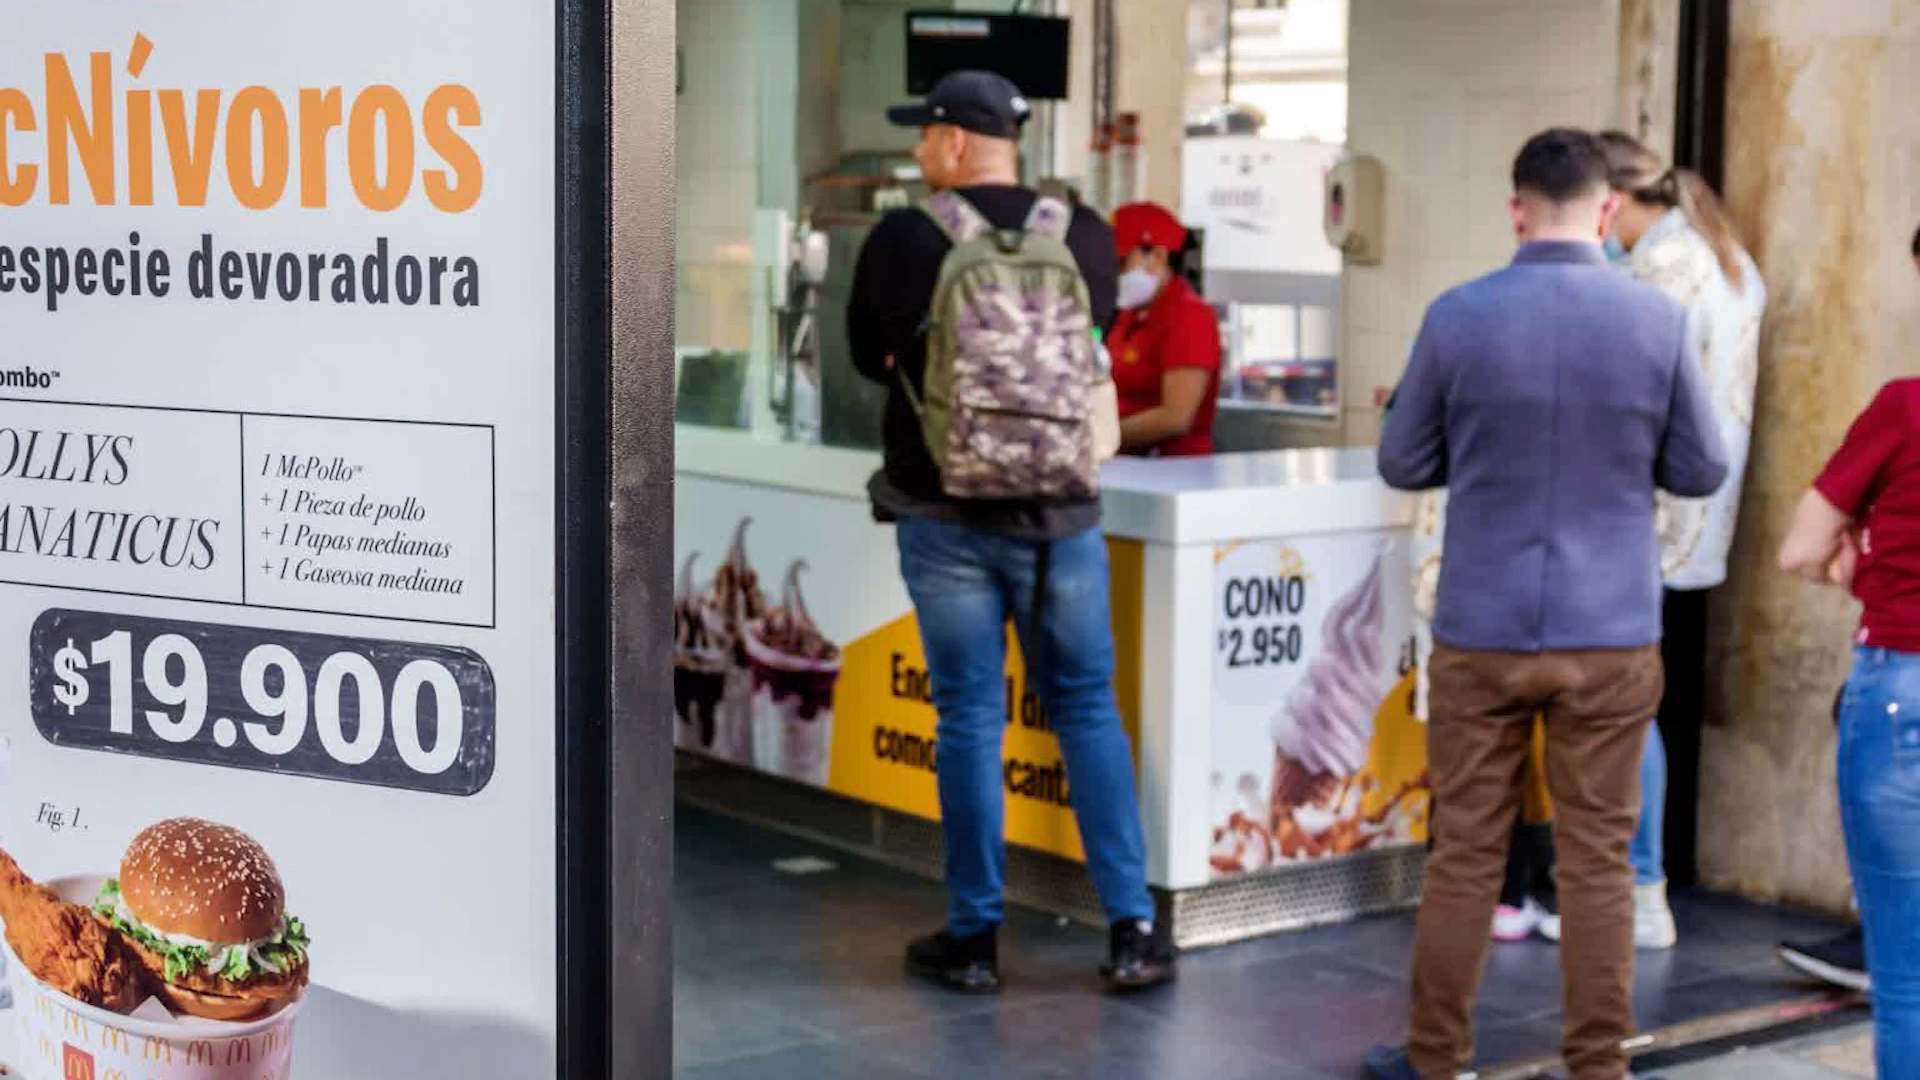 cNívoros
especie devoradora
ombo™
OLLYS
ANATICUS
1 McPollo™
+ 1 Pieza de pollo
+ 1 Papas medianas
+ 1 Gaseosa mediana
$19.900
Fig. 1.
CONO
$2.950